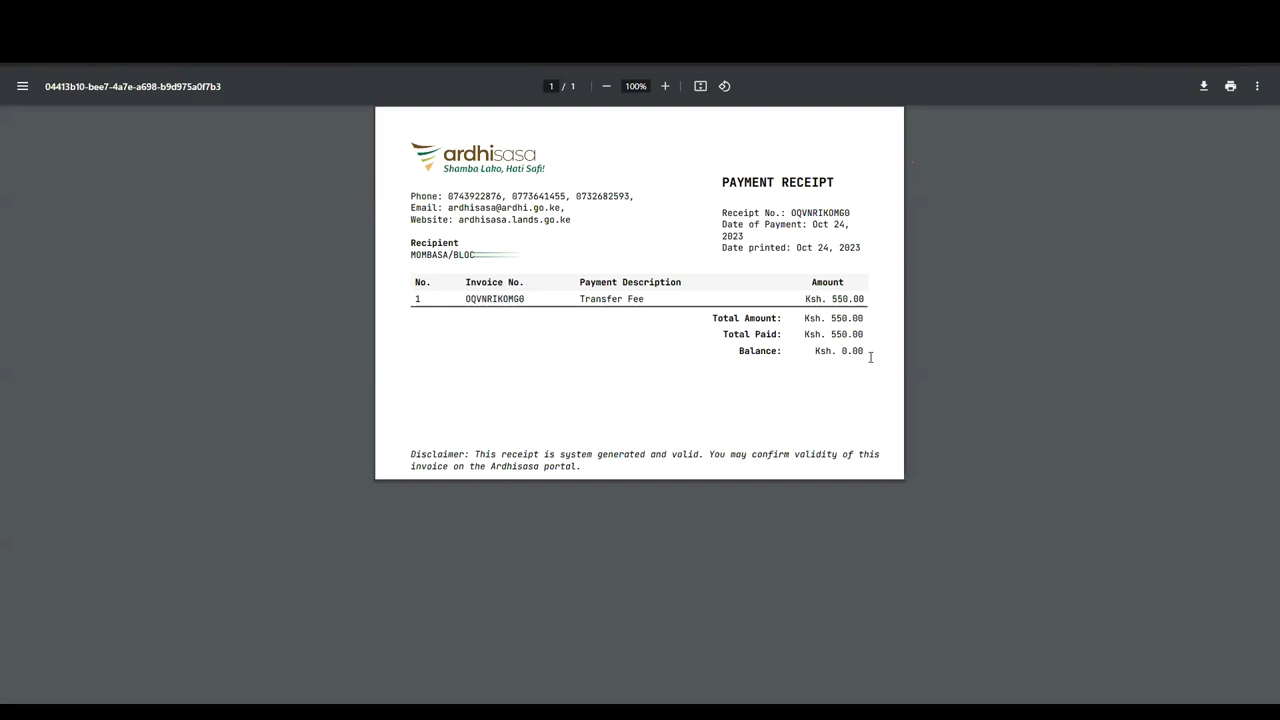 04413b10-bee7-4a7e-a698-b9d975a0f7b3
1 / 1
100%
ardhisasa
Shamba Lako, Hati Safi!
Phone: 0743922876, 0773641455, 0732682593,
Email: ardhisasa@ardhi.go.ke,
Website: ardhisasa.lands.go.ke
PAYMENT RECEIPT
Receipt No.: OQVNRIKOMG0
Date of Payment: Oct 24,
2023
Date printed: Oct 24, 2023
Recipient
MOMBASA/BLOC
No. Invoice No. Payment Description Amount
1 OQVNRIKOMG0 Transfer Fee Ksh. 550.00
Total Amount: Ksh. 550.00
Total Paid: Ksh. 550.00
Balance: Ksh. 0.00
Disclaimer: This receipt is system generated and valid. You may confirm validity of this
invoice on the Ardhisasa portal.